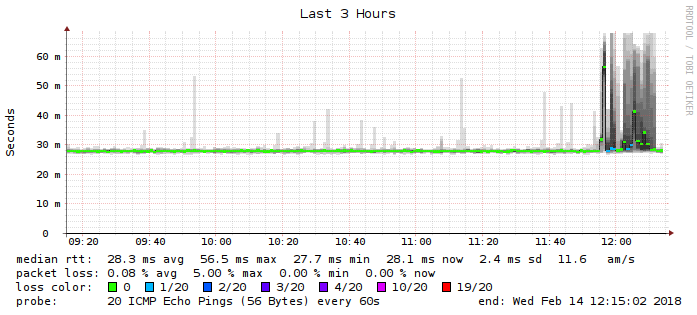 Last 3 Hours
RRDTOOL / TOBI OETIKER
Seconds
60 m
50 m
40 m
30 m
20 m
10 m
0
09:20 09:40 10:00 10:20 10:40 11:00 11:20 11:40 12:00
median rtt: 28.3 ms avg 56.5 ms max 27.7 ms min 28.1 ms now 2.4 ms sd 11.6 am/s
packet loss: 0.08 % avg 5.00 % max 0.00 % min 0.00 % now
loss color: 0 1/20 2/20 3/20 4/20 10/20 19/20
probe: 20 ICMP Echo Pings (56 Bytes) every 60s end: Wed Feb 14 12:15:02 2018